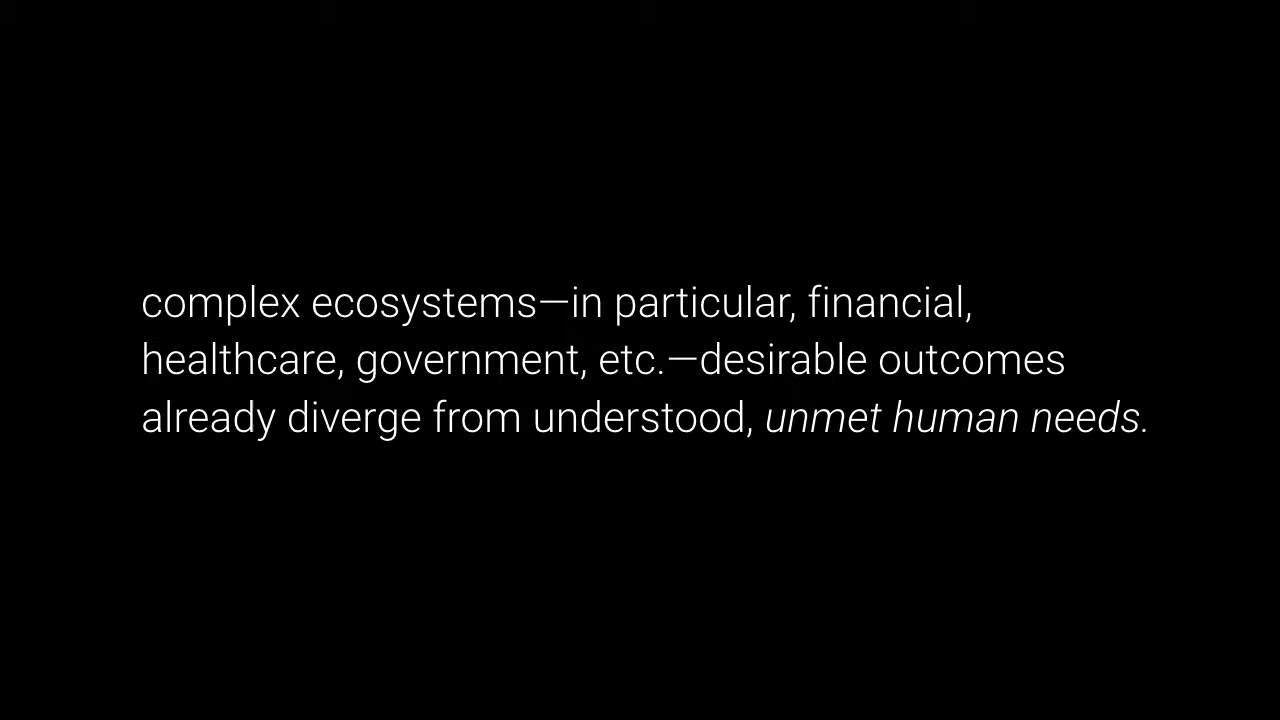 complex ecosystems—in particular, financial,
healthcare, government, etc.—desirable outcomes
already diverge from understood, unmet human needs.